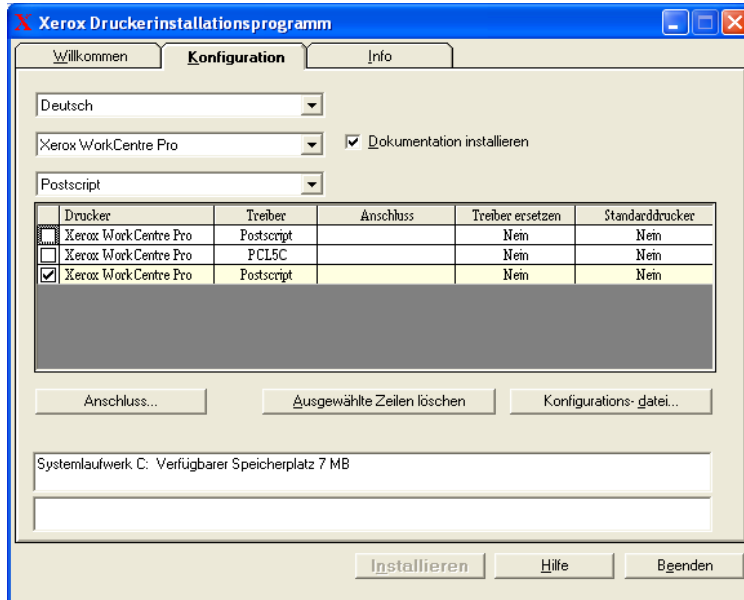 Xerox Druckerinstallationsprogramm
Willkommen Konfiguration Info
Deutsch
Xerox WorkCentre Pro Dokumentation installieren
Postscript
Drucker Treiber Anschluss Treiber ersetzen Standarddrucker
Xerox WorkCentre Pro Postscript Nein Nein
Xerox WorkCentre Pro PCL5C Nein Nein
Xerox WorkCentre Pro Postscript Nein Nein
Anschluss... Ausgewählte Zeilen löschen Konfigurations- datei...
Systemlaufwerk C: Verfügbarer Speicherplatz 7 MB
Installieren Hilfe Beenden